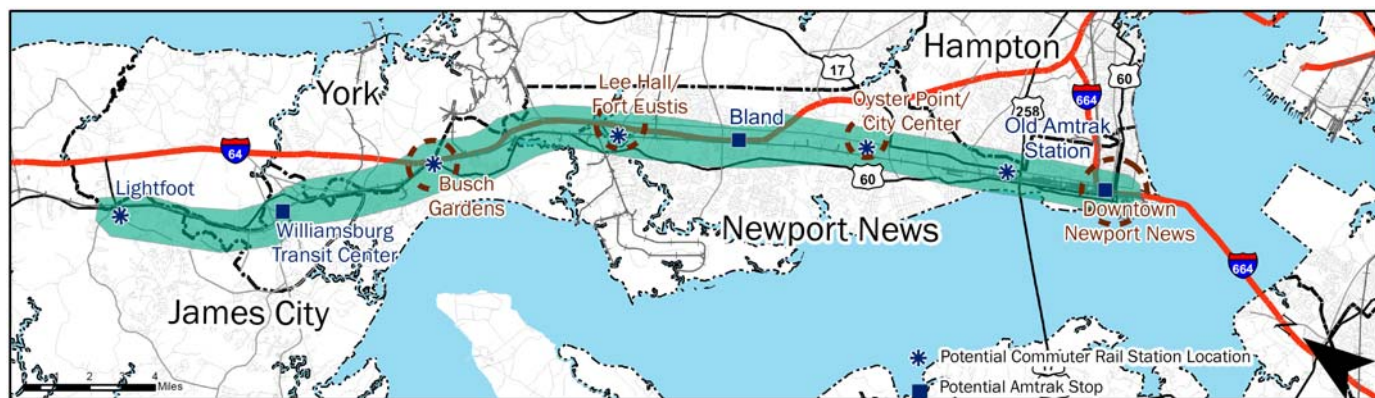 Hampton
17
Lee Hall/
Fort Eustis
York
Oyster Point/
City Center
60
258
664
Bland
Old Amtrak
Station
64
Lightfoot
Busch
Gardens
60
Williamsburg
Transit Center
Newport News
Downtown
Newport News
664
James City
Potential Commuter Rail Station Location
Potential Amtrak Stop
2 4
Miles